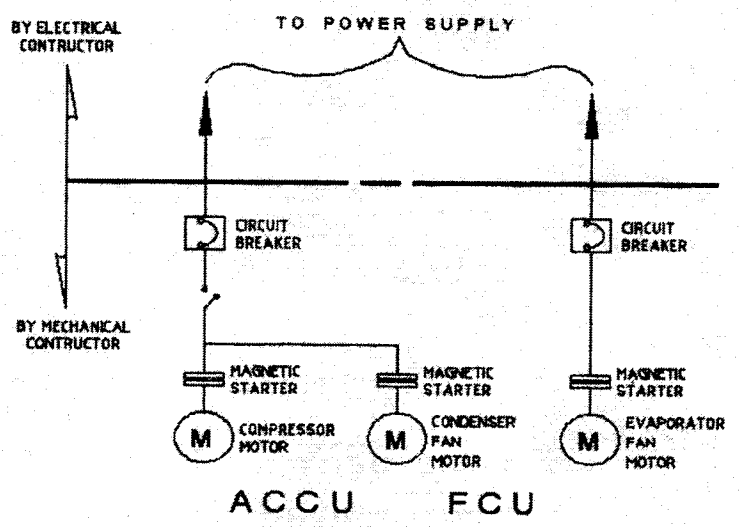 BY ELECTRICAL
CONTRUCTOR
TO POWER SUPPLY
CIRCUIT
BREAKER
CIRCUIT
BREAKER
BY MECHANICAL
CONTRUCTOR
MAGNETIC
STARTER
MAGNETIC
STARTER
MAGNETIC
STARTER
M
COMPRESSOR
MOTOR
M
CONDENSER
FAN
MOTOR
M
EVAPORATOR
FAN
MOTOR
ACCU
FCU